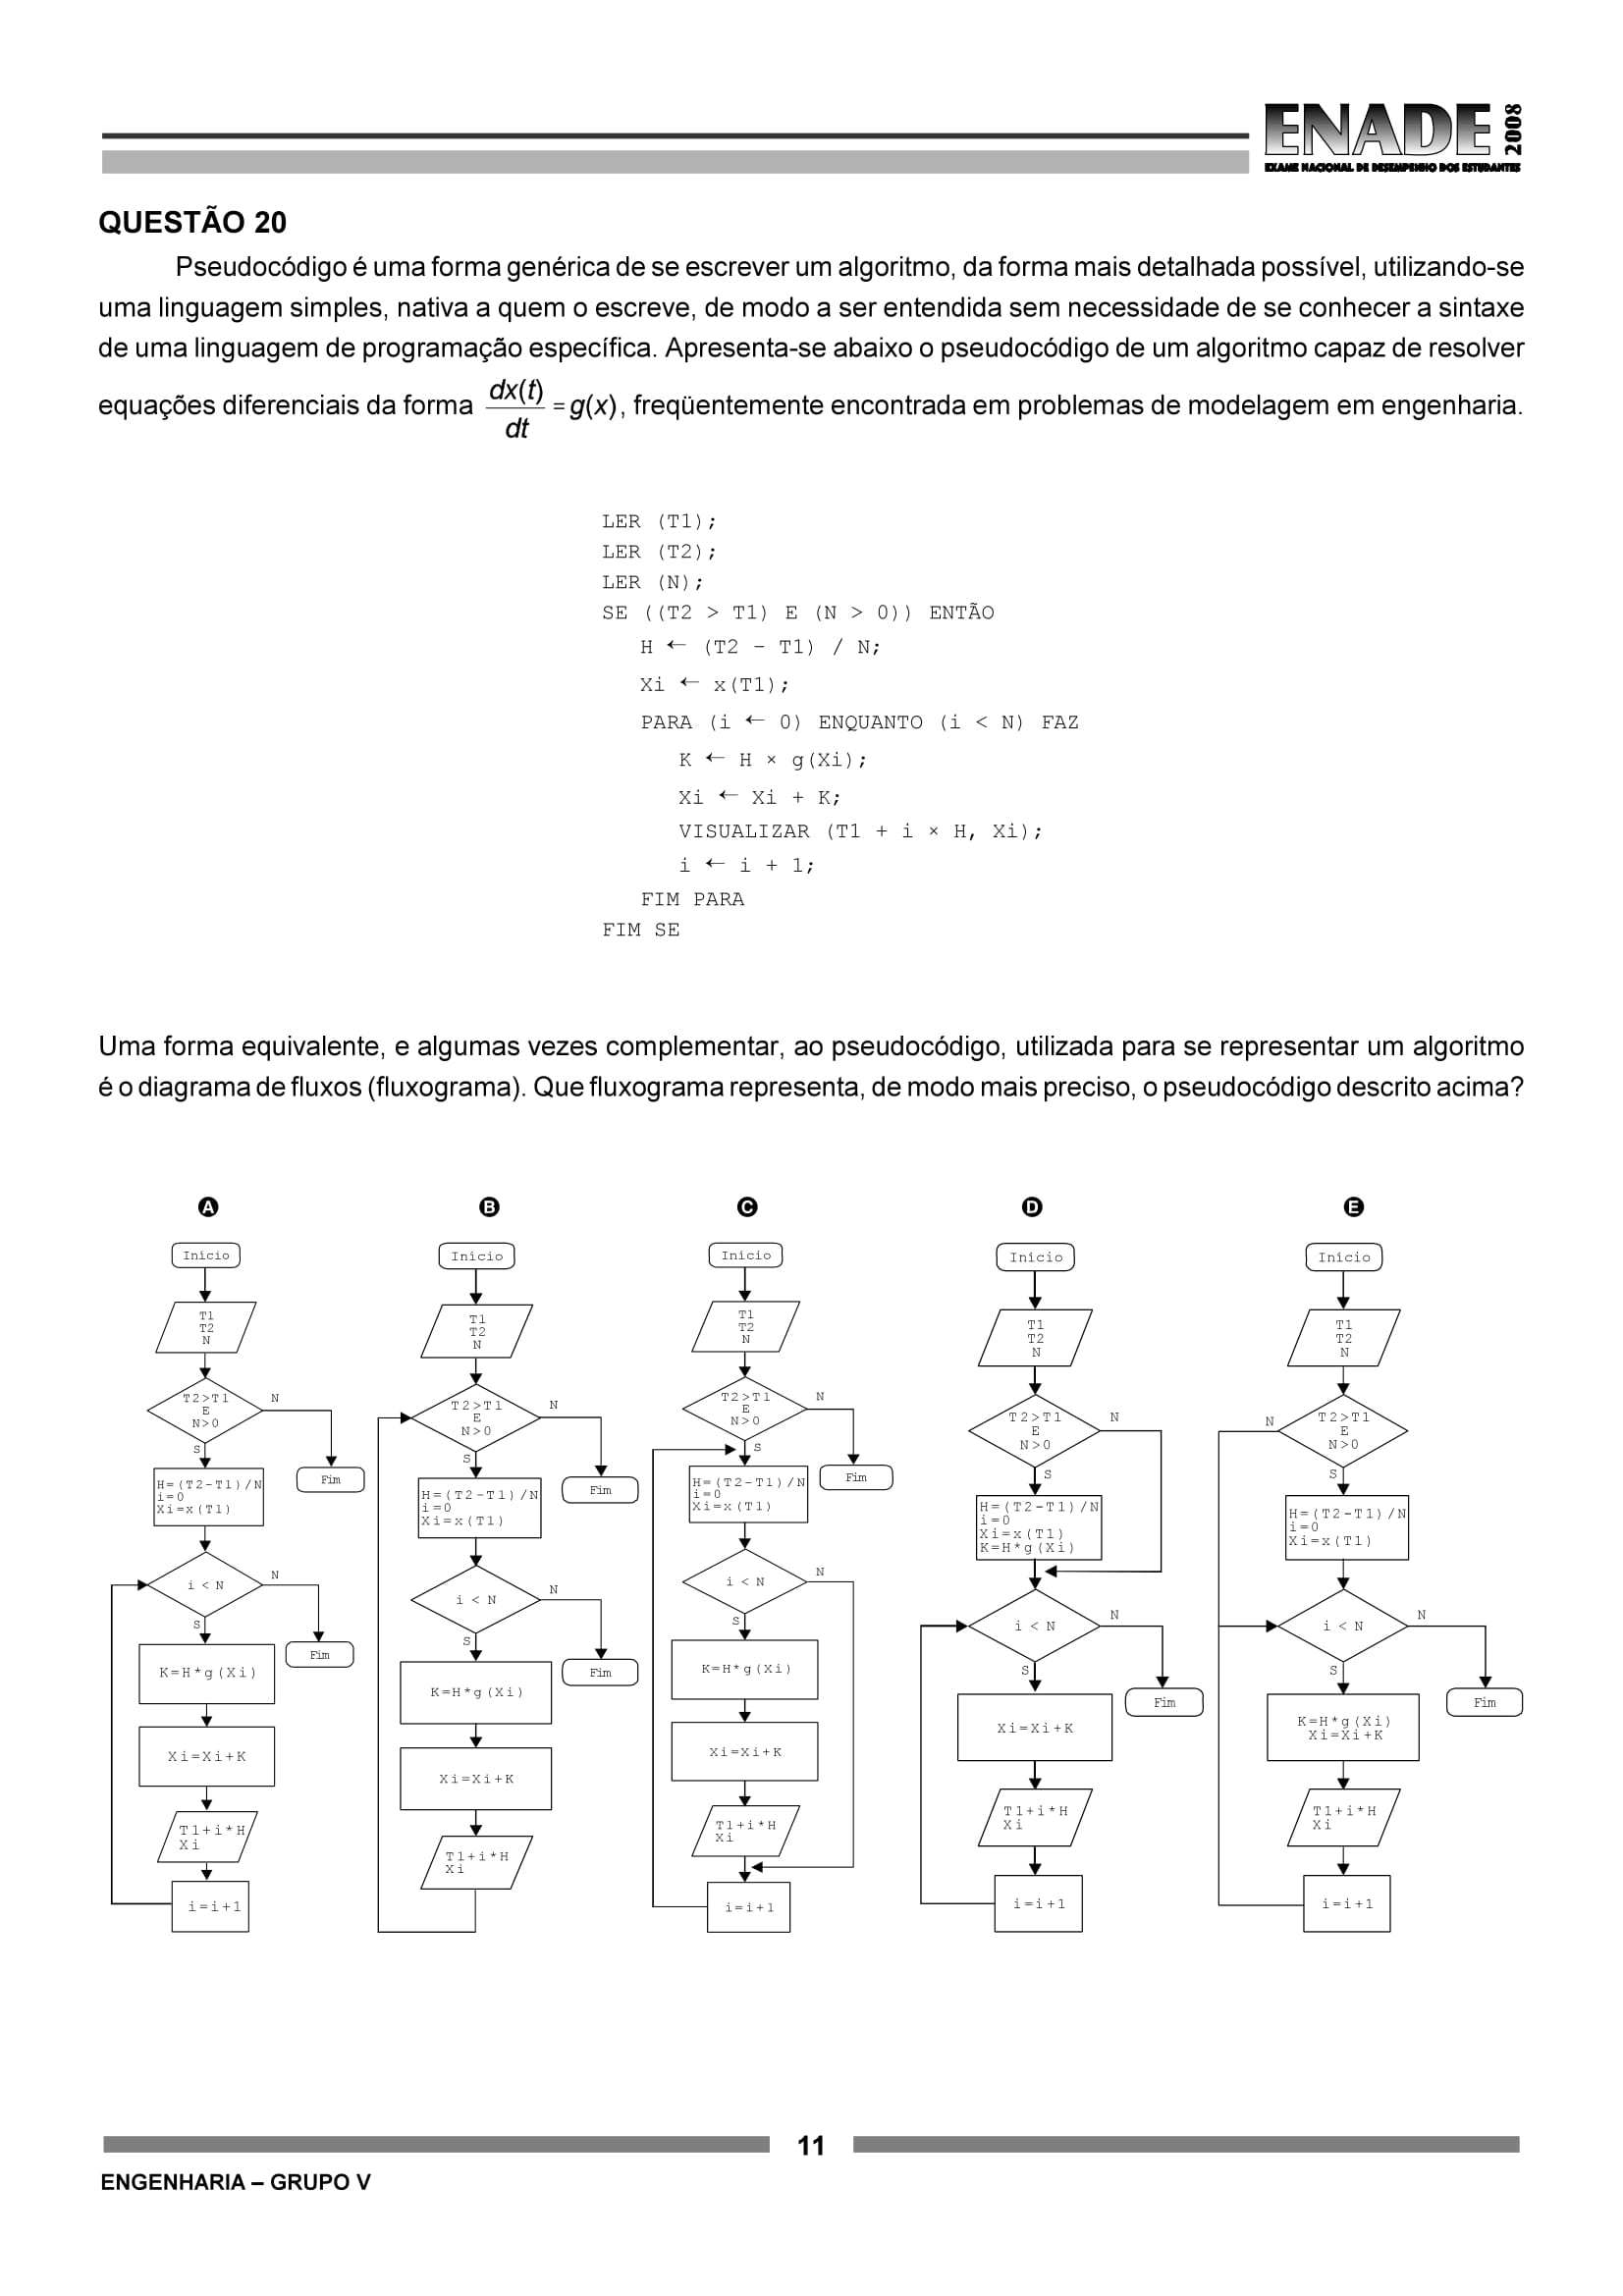 ENADE 2008
EXAME NACIONAL DE DESEMPENHO DOS ESTUDANTES
QUESTÃO 20
Pseudocódigo é uma forma genérica de se escrever um algoritmo, da forma mais detalhada possível, utilizando-se
uma linguagem simples, nativa a quem o escreve, de modo a ser entendida sem necessidade de se conhecer a sintaxe
de uma linguagem de programação específica. Apresenta-se abaixo o pseudocódigo de um algoritmo capaz de resolver
equações diferenciais da forma dx(t)/dt = g(x), freqüentemente encontrada em problemas de modelagem em engenharia.
LER (T1);
LER (T2);
LER (N);
SE ((T2 > T1) E (N > 0)) ENTÃO
H ← (T2 – T1) / N;
Xi ← x(T1);
PARA (i ← 0) ENQUANTO (i < N) FAZ
K ← H × g(Xi);
Xi ← Xi + K;
VISUALIZAR (T1 + i × H, Xi);
i ← i + 1;
FIM PARA
FIM SE
Uma forma equivalente, e algumas vezes complementar, ao pseudocódigo, utilizada para se representar um algoritmo
é o diagrama de fluxos (fluxograma). Que fluxograma representa, de modo mais preciso, o pseudocódigo descrito acima?
A
Início
T1
T2
N
T2>T1
E
N>0
N
S
Fim
H=(T2-T1)/N
i=0
Xi=x(T1)
i < N
N
S
Fim
K=H*g(Xi)
Xi=Xi+K
T1+i*H
Xi
i=i+1
B
Início
T1
T2
N
T2>T1
E
N>0
N
S
Fim
H=(T2-T1)/N
i=0
Xi=x(T1)
i < N
N
S
Fim
K=H*g(Xi)
Xi=Xi+K
T1+i*H
Xi
C
Início
T1
T2
N
T2>T1
E
N>0
N
S
Fim
H=(T2-T1)/N
i=0
Xi=x(T1)
i < N
N
S
K=H*g(Xi)
Xi=Xi+K
T1+i*H
Xi
i=i+1
D
Início
T1
T2
N
T2>T1
E
N>0
N
S
H=(T2-T1)/N
i=0
Xi=x(T1)
K=H*g(Xi)
i < N
N
S
Fim
Xi=Xi+K
T1+i*H
Xi
i=i+1
E
Início
T1
T2
N
N
T2>T1
E
N>0
S
H=(T2-T1)/N
i=0
Xi=x(T1)
i < N
N
S
Fim
K=H*g(Xi)
Xi=Xi+K
T1+i*H
Xi
i=i+1
11
ENGENHARIA – GRUPO V